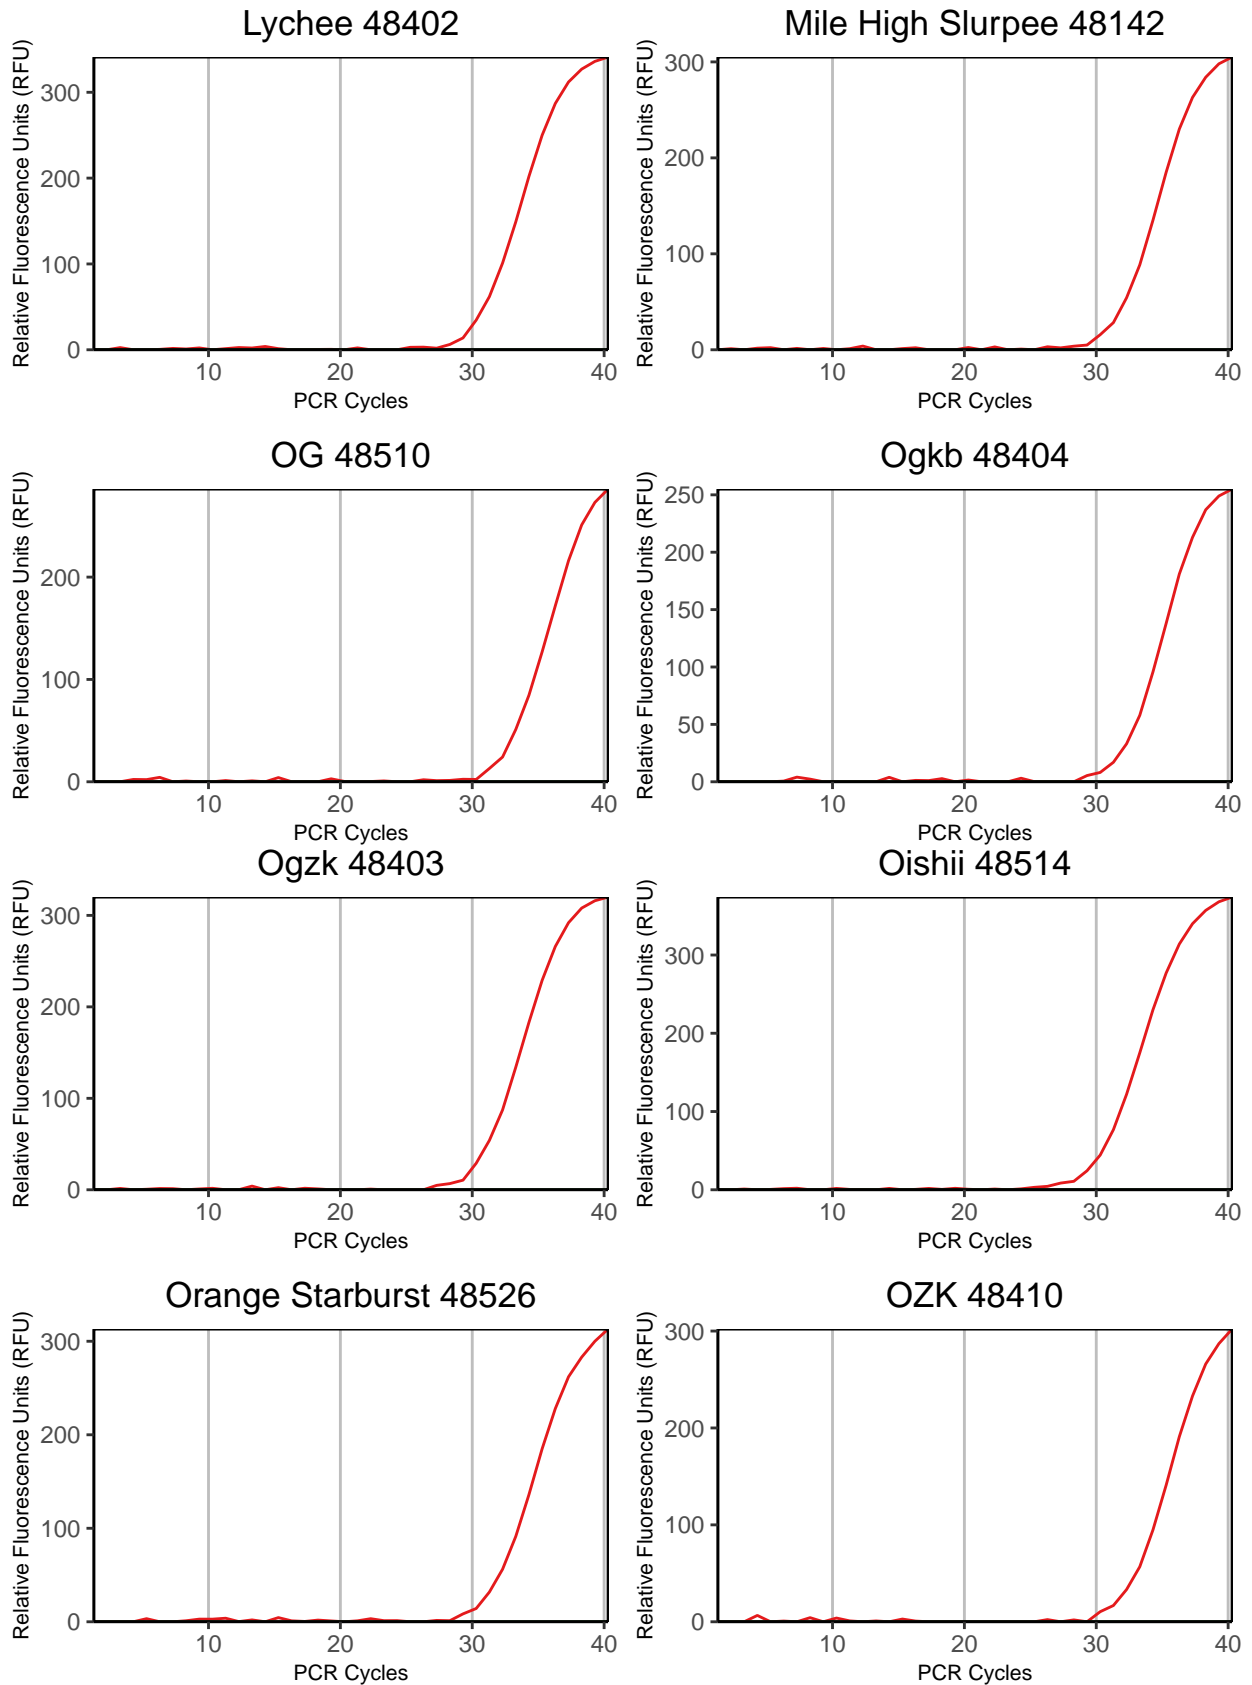 Lychee 48402
Relative Fluorescence Units (RFU)
300
200
100
0
10 20 30 40
PCR Cycles
Mile High Slurpee 48142
Relative Fluorescence Units (RFU)
300
200
100
0
10 20 30 40
PCR Cycles
OG 48510
Relative Fluorescence Units (RFU)
200
100
0
10 20 30 40
PCR Cycles
Ogkb 48404
Relative Fluorescence Units (RFU)
250
200
150
100
50
0
10 20 30 40
PCR Cycles
Ogzk 48403
Relative Fluorescence Units (RFU)
300
200
100
0
10 20 30 40
PCR Cycles
Oishii 48514
Relative Fluorescence Units (RFU)
300
200
100
0
10 20 30 40
PCR Cycles
Orange Starburst 48526
Relative Fluorescence Units (RFU)
300
200
100
0
10 20 30 40
PCR Cycles
OZK 48410
Relative Fluorescence Units (RFU)
300
200
100
0
10 20 30 40
PCR Cycles